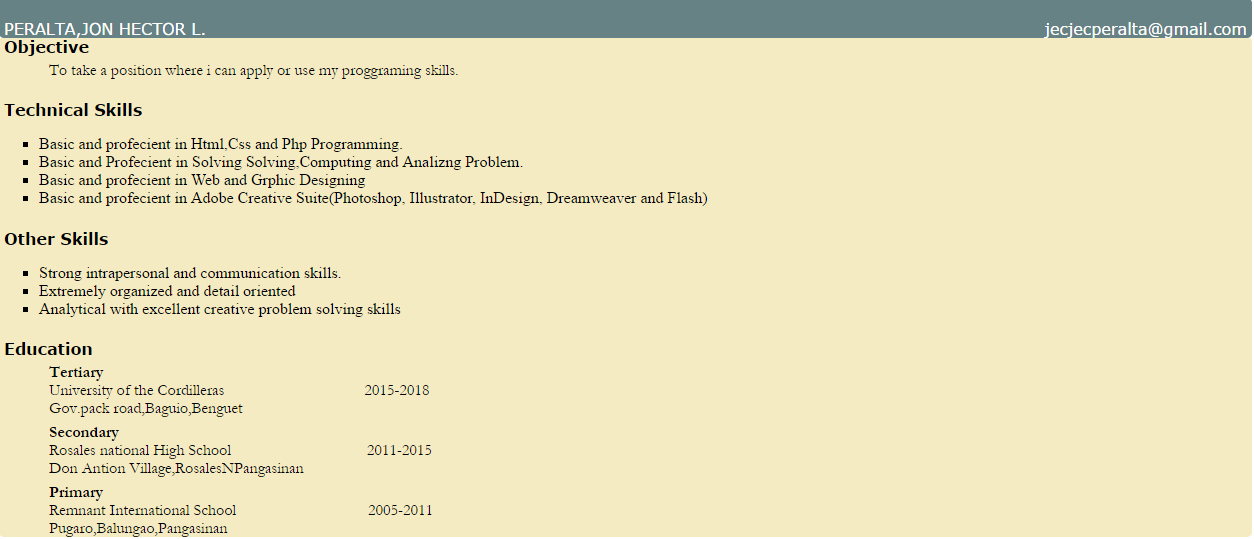 PERALTA,JON HECTOR L. jecjecperalta@gmail.com
Objective
To take a position where i can apply or use my proggraming skills.
Technical Skills
Basic and profecient in Html,Css and Php Programming.
Basic and Profecient in Solving Solving,Computing and Analizng Problem.
Basic and profecient in Web and Grphic Designing
Basic and profecient in Adobe Creative Suite(Photoshop, Illustrator, InDesign, Dreamweaver and Flash)
Other Skills
Strong intrapersonal and communication skills.
Extremely organized and detail oriented
Analytical with excellent creative problem solving skills
Education
Tertiary
University of the Cordilleras 2015-2018
Gov.pack road,Baguio,Benguet
Secondary
Rosales national High School 2011-2015
Don Antion Village,RosalesNPangasinan
Primary
Remnant International School 2005-2011
Pugaro,Balungao,Pangasinan